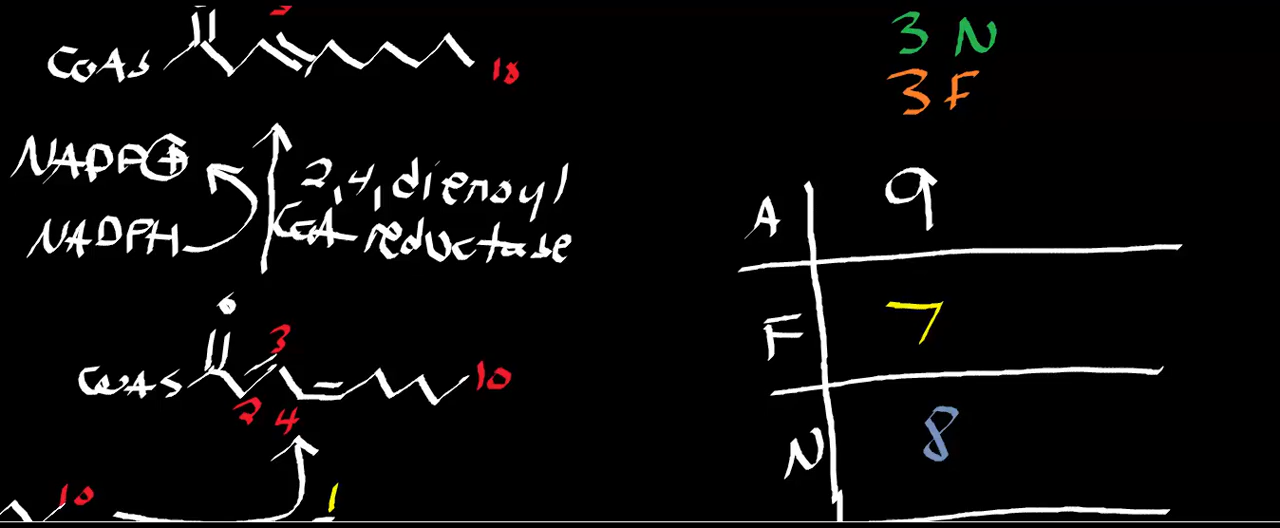 3
CoAs
18
NADP⊕
NADPH
2,4,dienoyl
CoA-reductase
3
CoAS
10
2 4
10
1
3 N
3 F
A 9
F 7
N 8